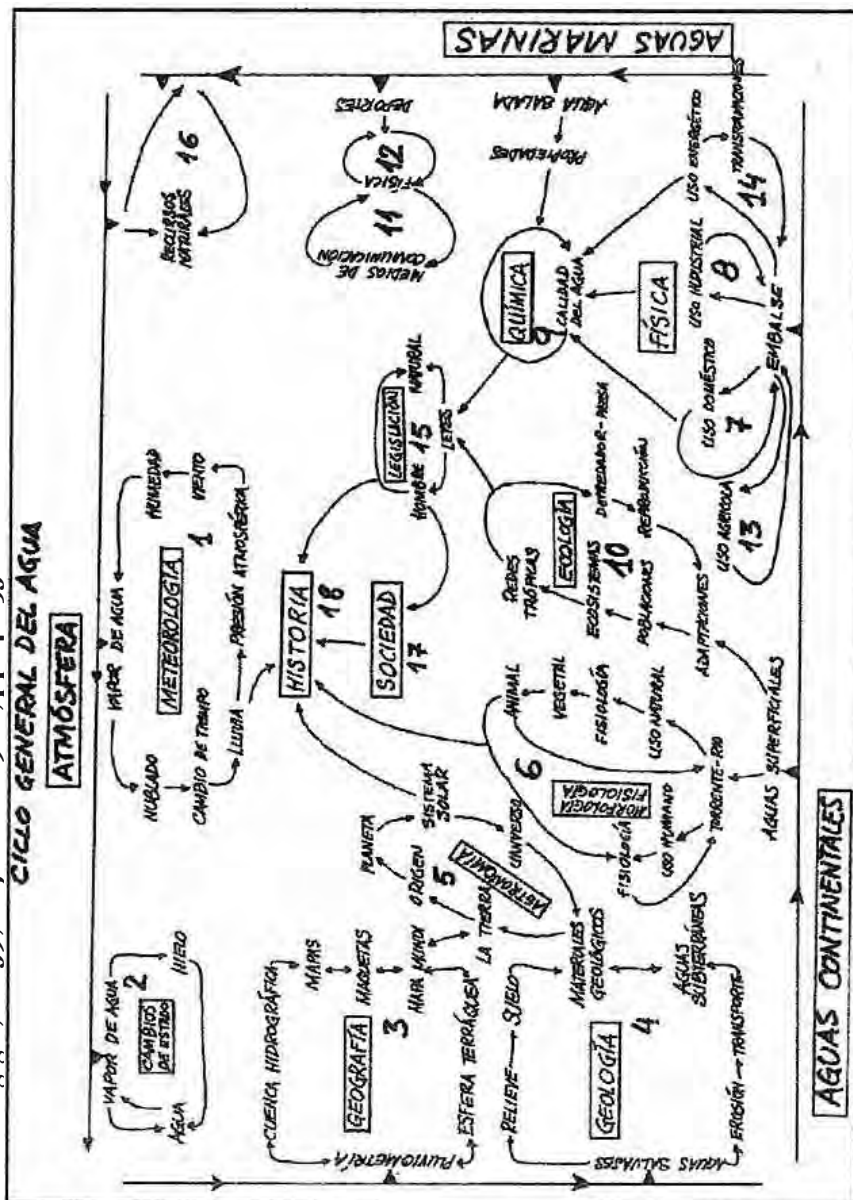 CICLO GENERAL DEL AGUA
ATMÓSFERA
VAPOR DE AGUA
2
CAMBIOS
DE ESTADO
HIELO
AGUA
VAPOR DE AGUA
NUBLADO
HUMEDAD
METEOROLOGÍA
1
CAMBIO DE TIEMPO
VIENTO
LLUVIA
PRESIÓN ATMOSFÉRICA
RECURSOS
NATURALES
16
CUENCA HIDROGRÁFICA
MAPAS
GEOGRAFÍA
3
MAQUETAS
MAPA MUNDI
PLUVIOMETRÍA
ESFERA TERRÁQUEA
PLANETA
ORIGEN
5
SISTEMA
SOLAR
ASTRONOMÍA
UNIVERSO
LA TIERRA
HISTORIA
18
SOCIEDAD
17
LEGISLACIÓN
HOMBRE
15
NATURAL
LEYES
MEDIOS DE
COMUNICACIÓN
11
FÍSICA
12
DEPORTES
RELIEVE
SUELO
MATERIALES
GEOLÓGICOS
GEOLOGÍA
4
AGUAS
SUBTERRÁNEAS
AGUAS SALVAJES
EROSIÓN
TRANSPORTE
ANIMAL
6
VEGETAL
MORFOLOGÍA
FISIOLOGÍA
FISIOLOGÍA
FISIOLOGÍA
USO HUMANO
USO NATURAL
TORRENTE-RIO
AGUAS SUPERFICIALES
REDES
TRÓFICAS
ECOLOGÍA
ECOSISTEMAS
10
DEPREDADOR-PRESA
POBLACIONES
REPRODUCCIÓN
ADAPTACIONES
QUÍMICA
9
CALIDAD
DEL AGUA
PROPIEDADES
AGUA SALADA
FÍSICA
USO DOMÉSTICO
7
USO INDUSTRIAL
8
USO ENERGÉTICO
USO AGRÍCOLA
13
EMBALSE
14
TRANSFORMACIONES
AGUAS CONTINENTALES
AGUAS MARINAS